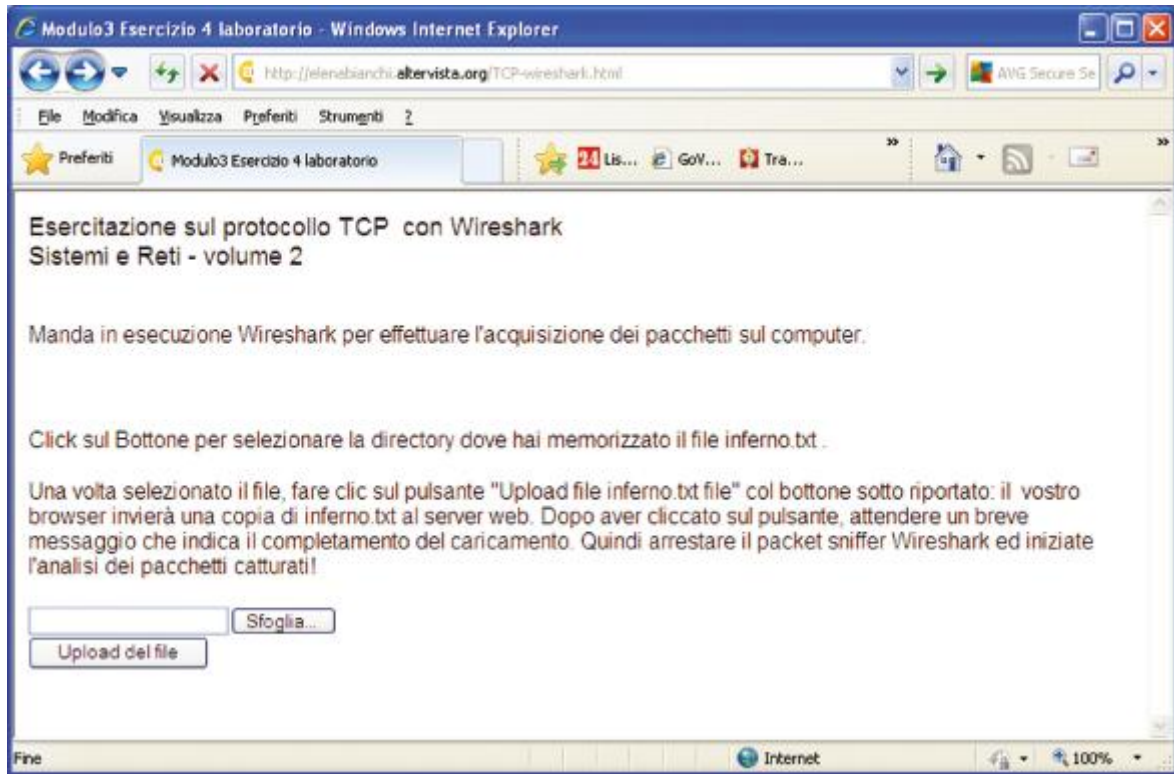 Modulo3 Esercizio 4 laboratorio - Windows Internet Explorer
http://elenabianchi.altervista.org/TCP-wireshark.html
AVG Secure Se
File Modifica Visualizza Preferiti Strumenti ?
Preferiti
Modulo3 Esercizio 4 laboratorio
24 Lis... GoV... Tra...
Esercitazione sul protocollo TCP con Wireshark
Sistemi e Reti - volume 2
Manda in esecuzione Wireshark per effettuare l'acquisizione dei pacchetti sul computer.
Click sul Bottone per selezionare la directory dove hai memorizzato il file inferno.txt .
Una volta selezionato il file, fare clic sul pulsante "Upload file inferno.txt file" col bottone sotto riportato: il vostro
browser invierà una copia di inferno.txt al server web. Dopo aver cliccato sul pulsante, attendere un breve
messaggio che indica il completamento del caricamento. Quindi arrestare il packet sniffer Wireshark ed iniziate
l'analisi dei pacchetti catturati!
Sfoglia...
Upload del file
Fine
Internet
100%